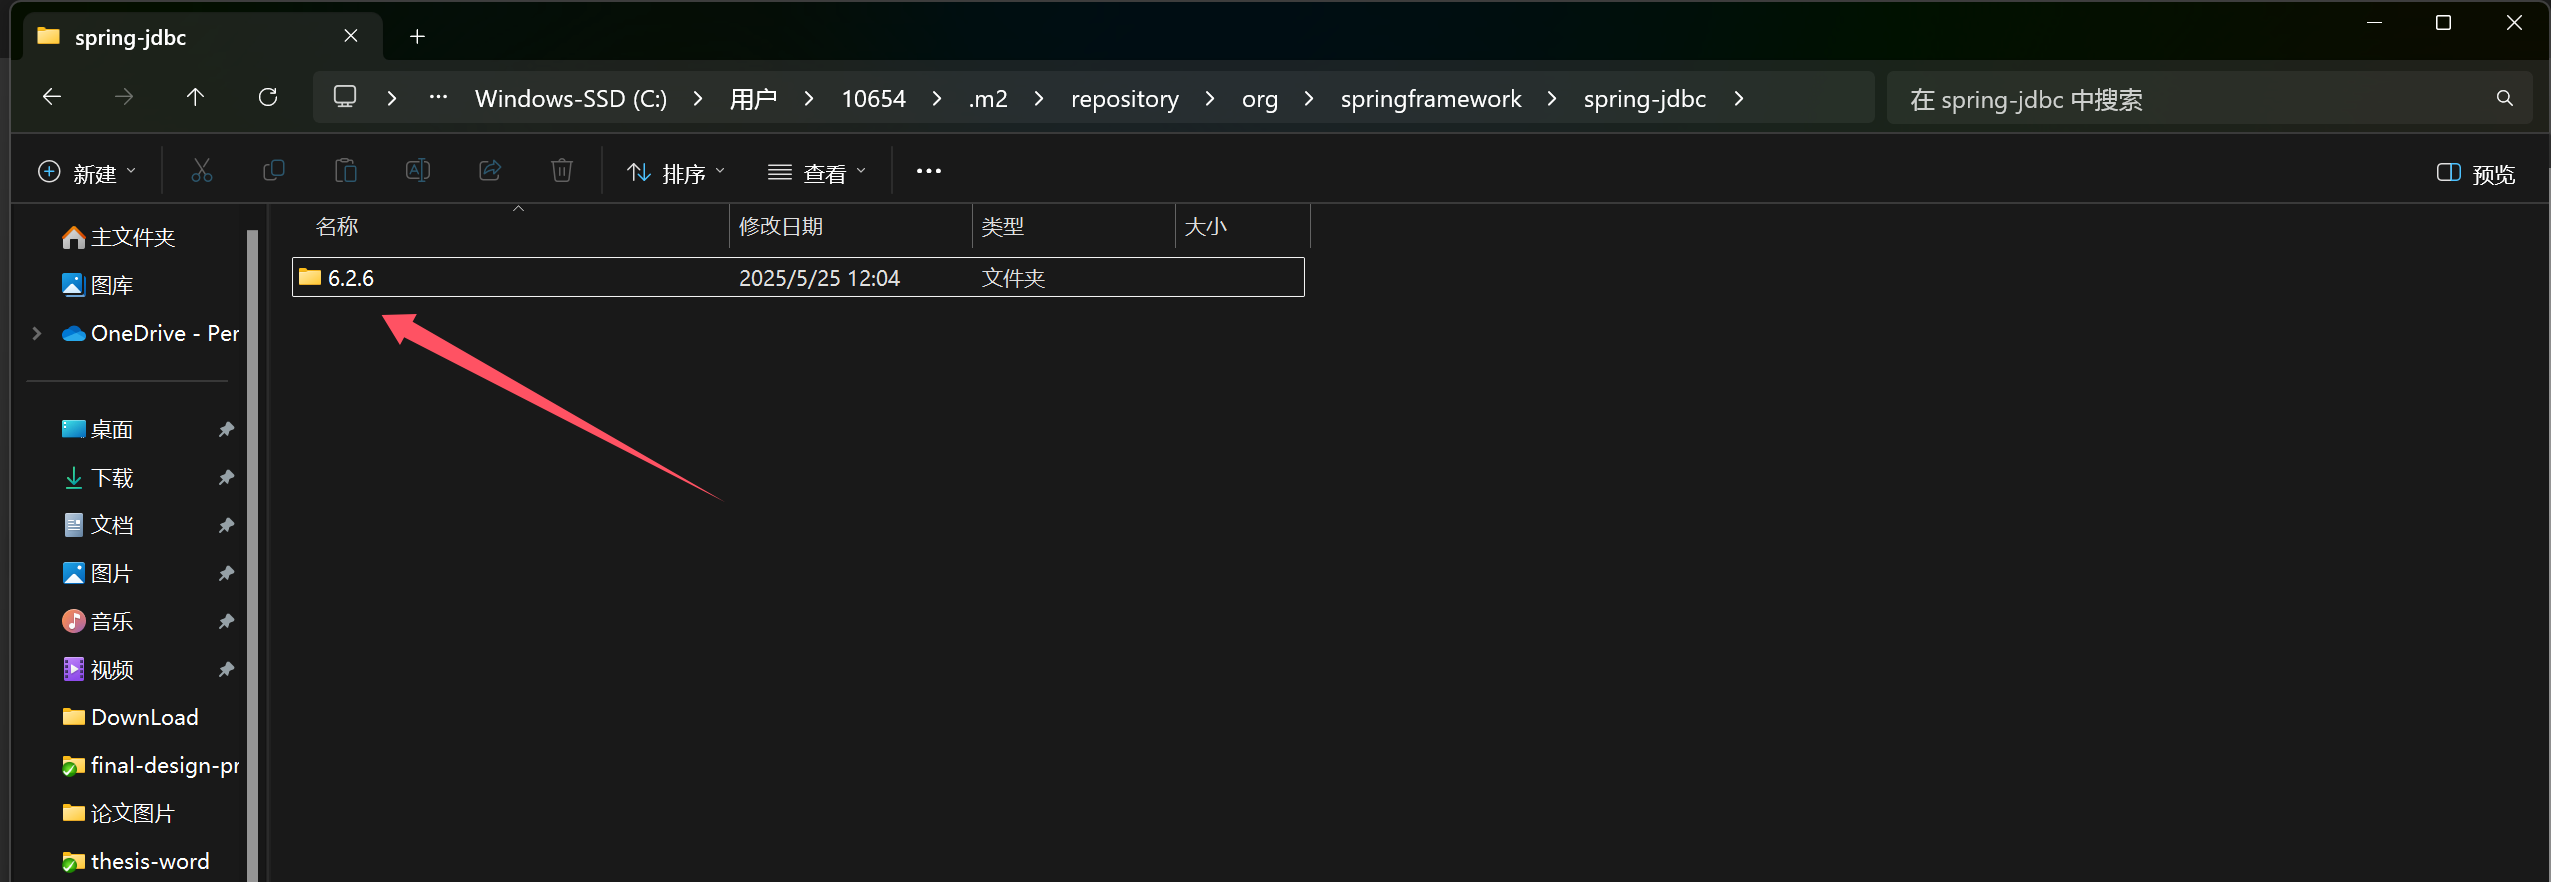 spring-jdbc
Windows-SSD (C:) 用户 10654 .m2 repository org springframework spring-jdbc
在 spring-jdbc 中搜索
新建 排序 查看 预览
名称 修改日期 类型 大小
6.2.6 2025/5/25 12:04 文件夹
主文件夹
图库
OneDrive - Per
桌面
下载
文档
图片
音乐
视频
DownLoad
final-design-pr
论文图片
thesis-word